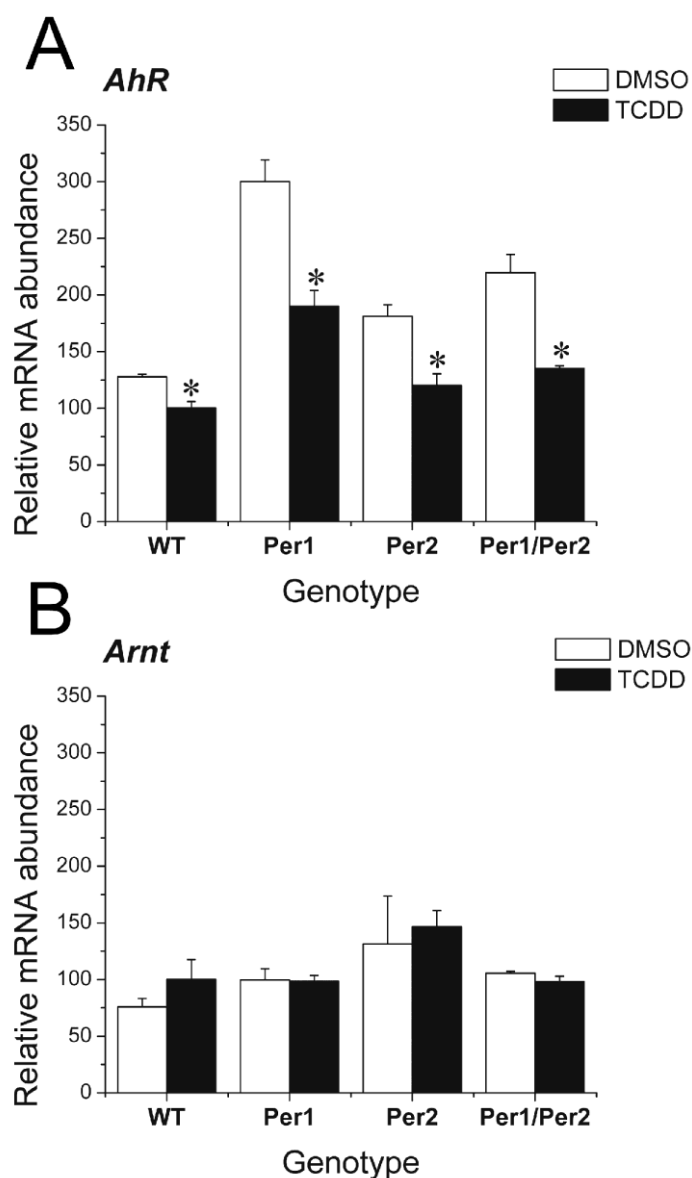 A
AhR
DMSO
TCDD
Relative mRNA abundance
350
300
250
200
150
100
50
0
*
*
*
*
WT Per1 Per2 Per1/Per2
Genotype
B
Arnt
DMSO
TCDD
Relative mRNA abundance
350
300
250
200
150
100
50
0
WT Per1 Per2 Per1/Per2
Genotype